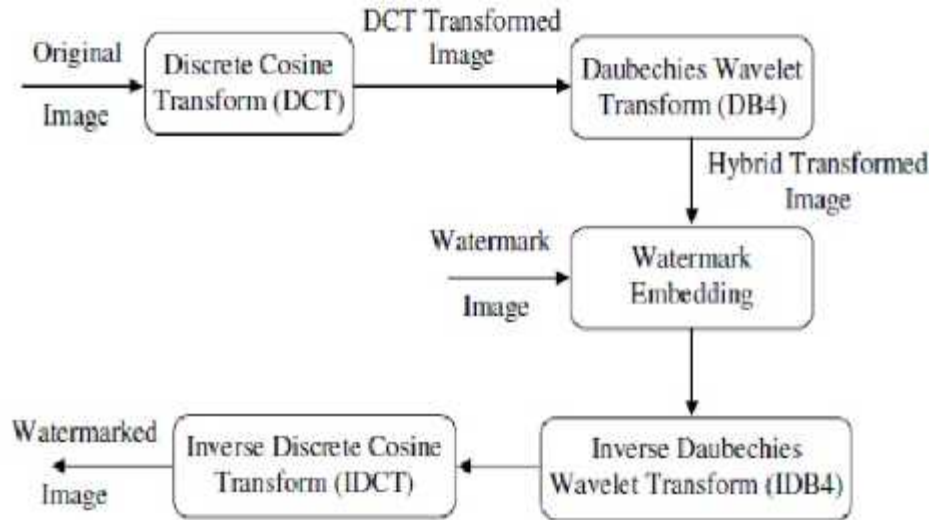 Original
Image
Discrete Cosine
Transform (DCT)
DCT Transformed
Image
Daubechies Wavelet
Transform (DB4)
Hybrid Transformed
Image
Watermark
Image
Watermark
Embedding
Inverse Daubechies
Wavelet Transform (IDB4)
Inverse Discrete Cosine
Transform (IDCT)
Watermarked
Image